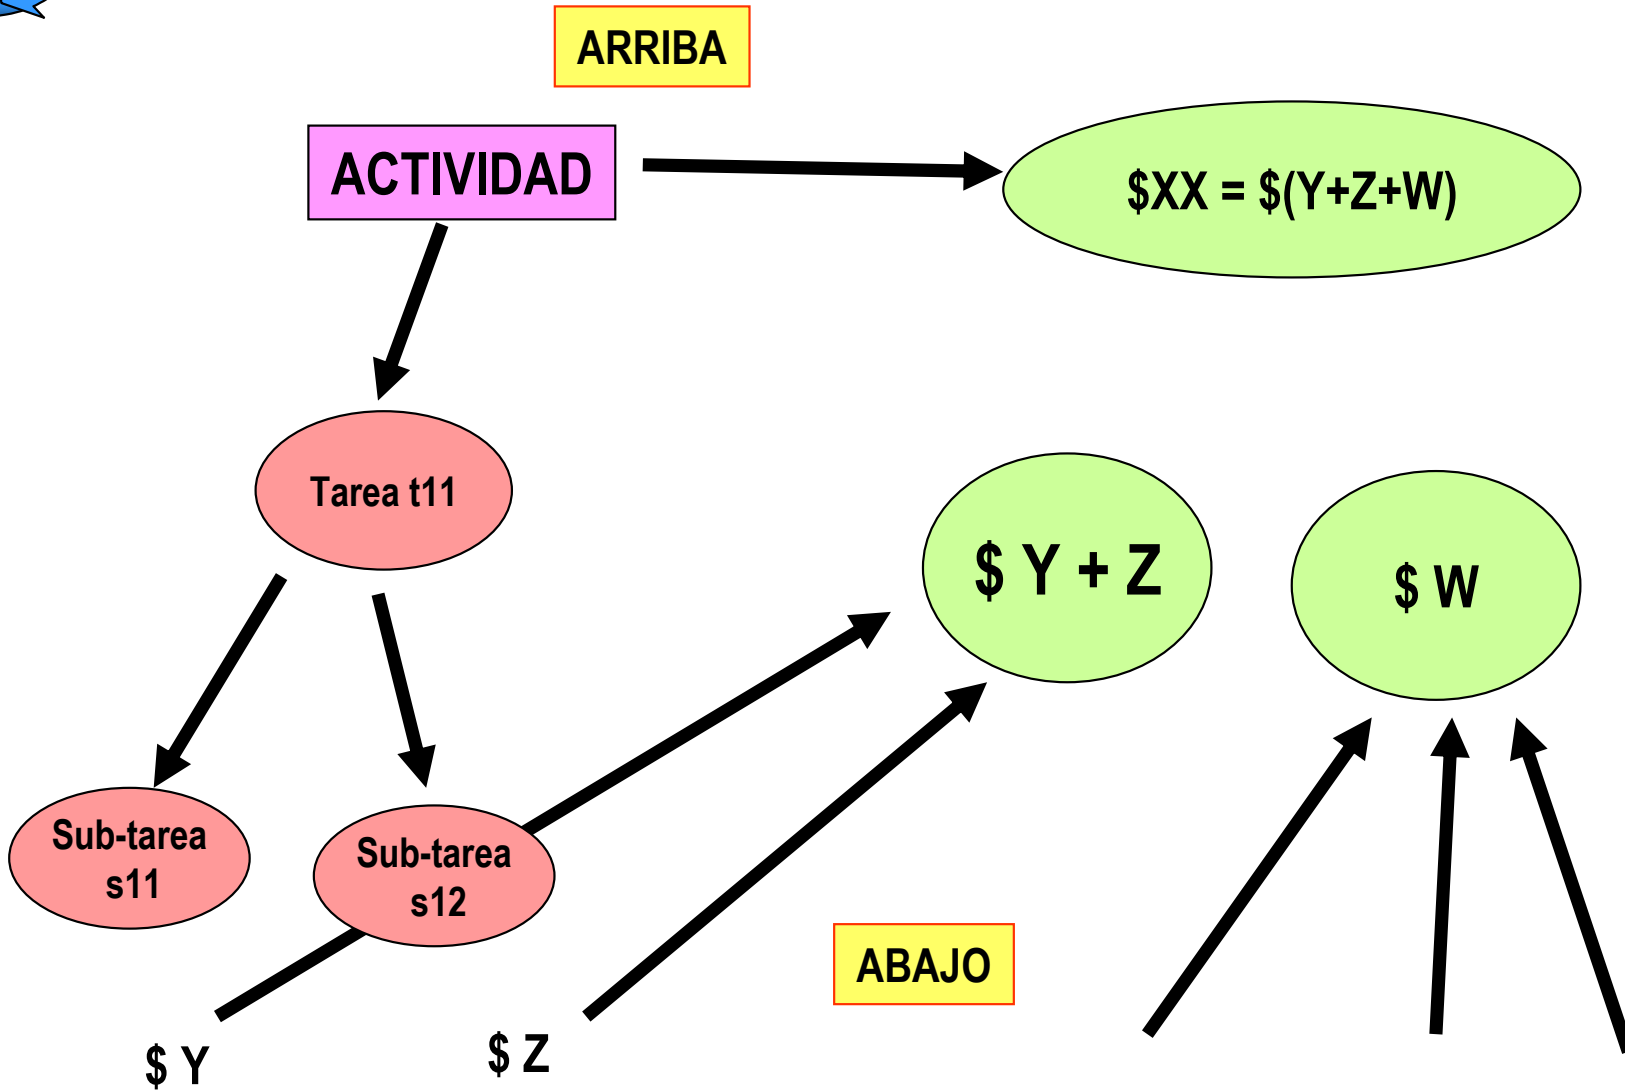 ARRIBA
ACTIVIDAD
$XX = $(Y+Z+W)
Tarea t11
$ Y + Z
$ W
Sub-tarea
s11
Sub-tarea
s12
ABAJO
$ Y
$ Z